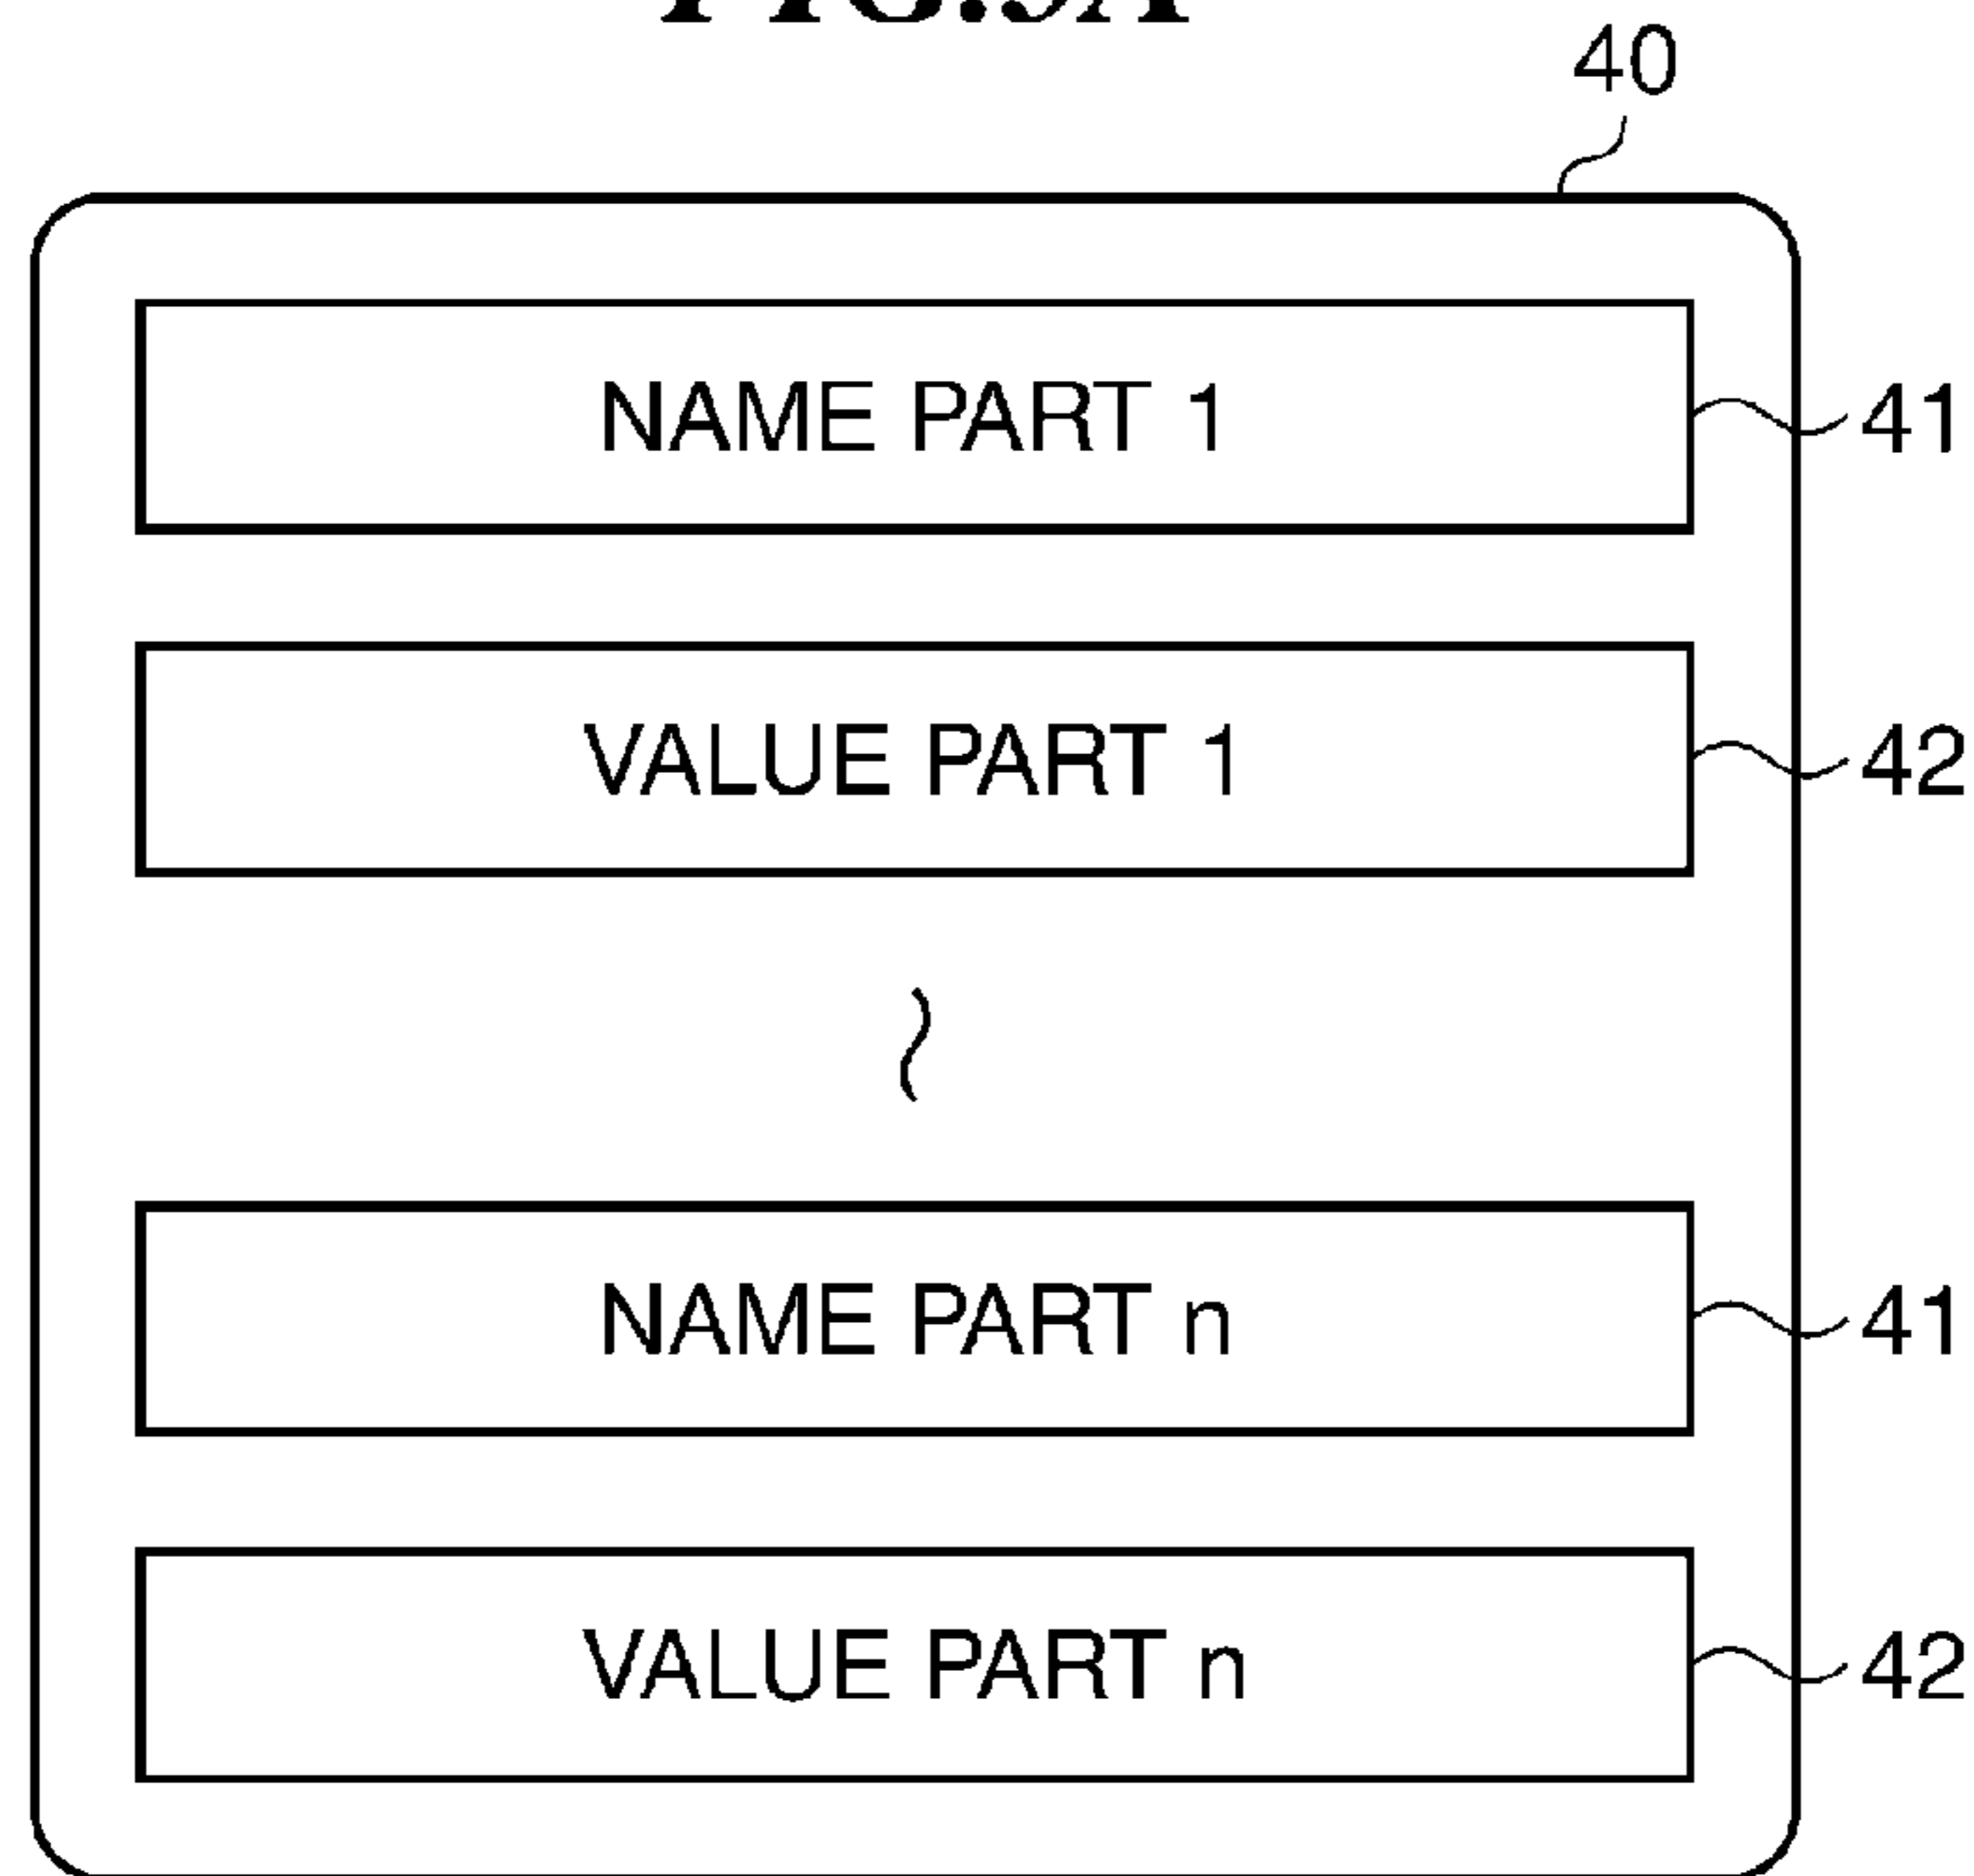 40
NAME PART 1 41
VALUE PART 1 42
NAME PART n 41
VALUE PART n 42